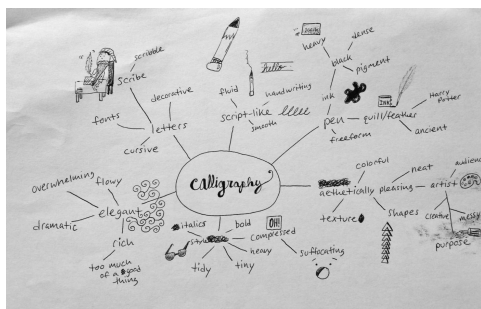 scribble
scribe
decorative
letters
fonts
cursive
hello
fluid
handwriting
script-like
smooth
heavy
dense
black
pigment
ink
pen
INK
quill/feather
Harry
Potter
ancient
freeform
calligraphy
overwhelming
flowy
elegant
dramatic
rich
too much
of a good
thing
italics
bold
OH!
style
compressed
heavy
suffocating
tidy
tiny
colorful
aethetically pleasing
neat
texture
shapes
artist
audience
creative
messy
purpose